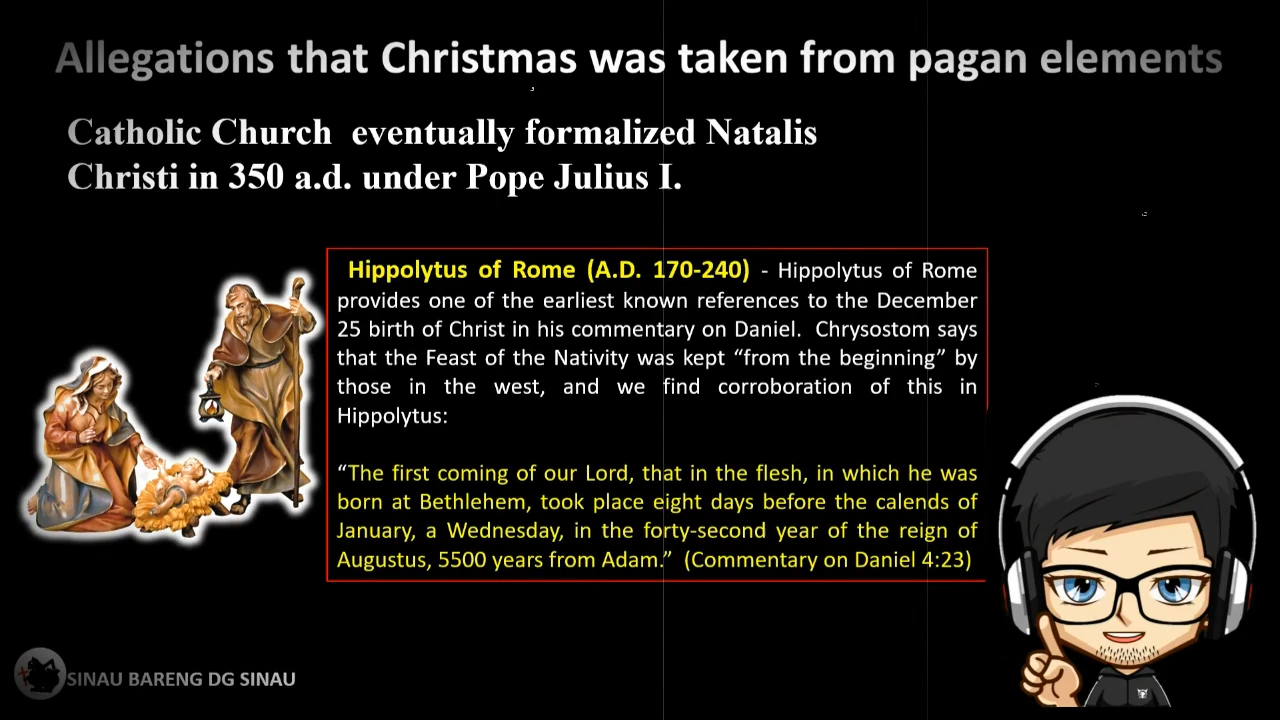 Allegations that Christmas was taken from pagan elements
Catholic Church eventually formalized Natalis
Christi in 350 a.d. under Pope Julius I.
Hippolytus of Rome (A.D. 170-240) - Hippolytus of Rome
provides one of the earliest known references to the December
25 birth of Christ in his commentary on Daniel. Chrysostom says
that the Feast of the Nativity was kept “from the beginning” by
those in the west, and we find corroboration of this in
Hippolytus:
“The first coming of our Lord, that in the flesh, in which he was
born at Bethlehem, took place eight days before the calends of
January, a Wednesday, in the forty-second year of the reign of
Augustus, 5500 years from Adam.” (Commentary on Daniel 4:23)
SINAU BARENG DG SINAU